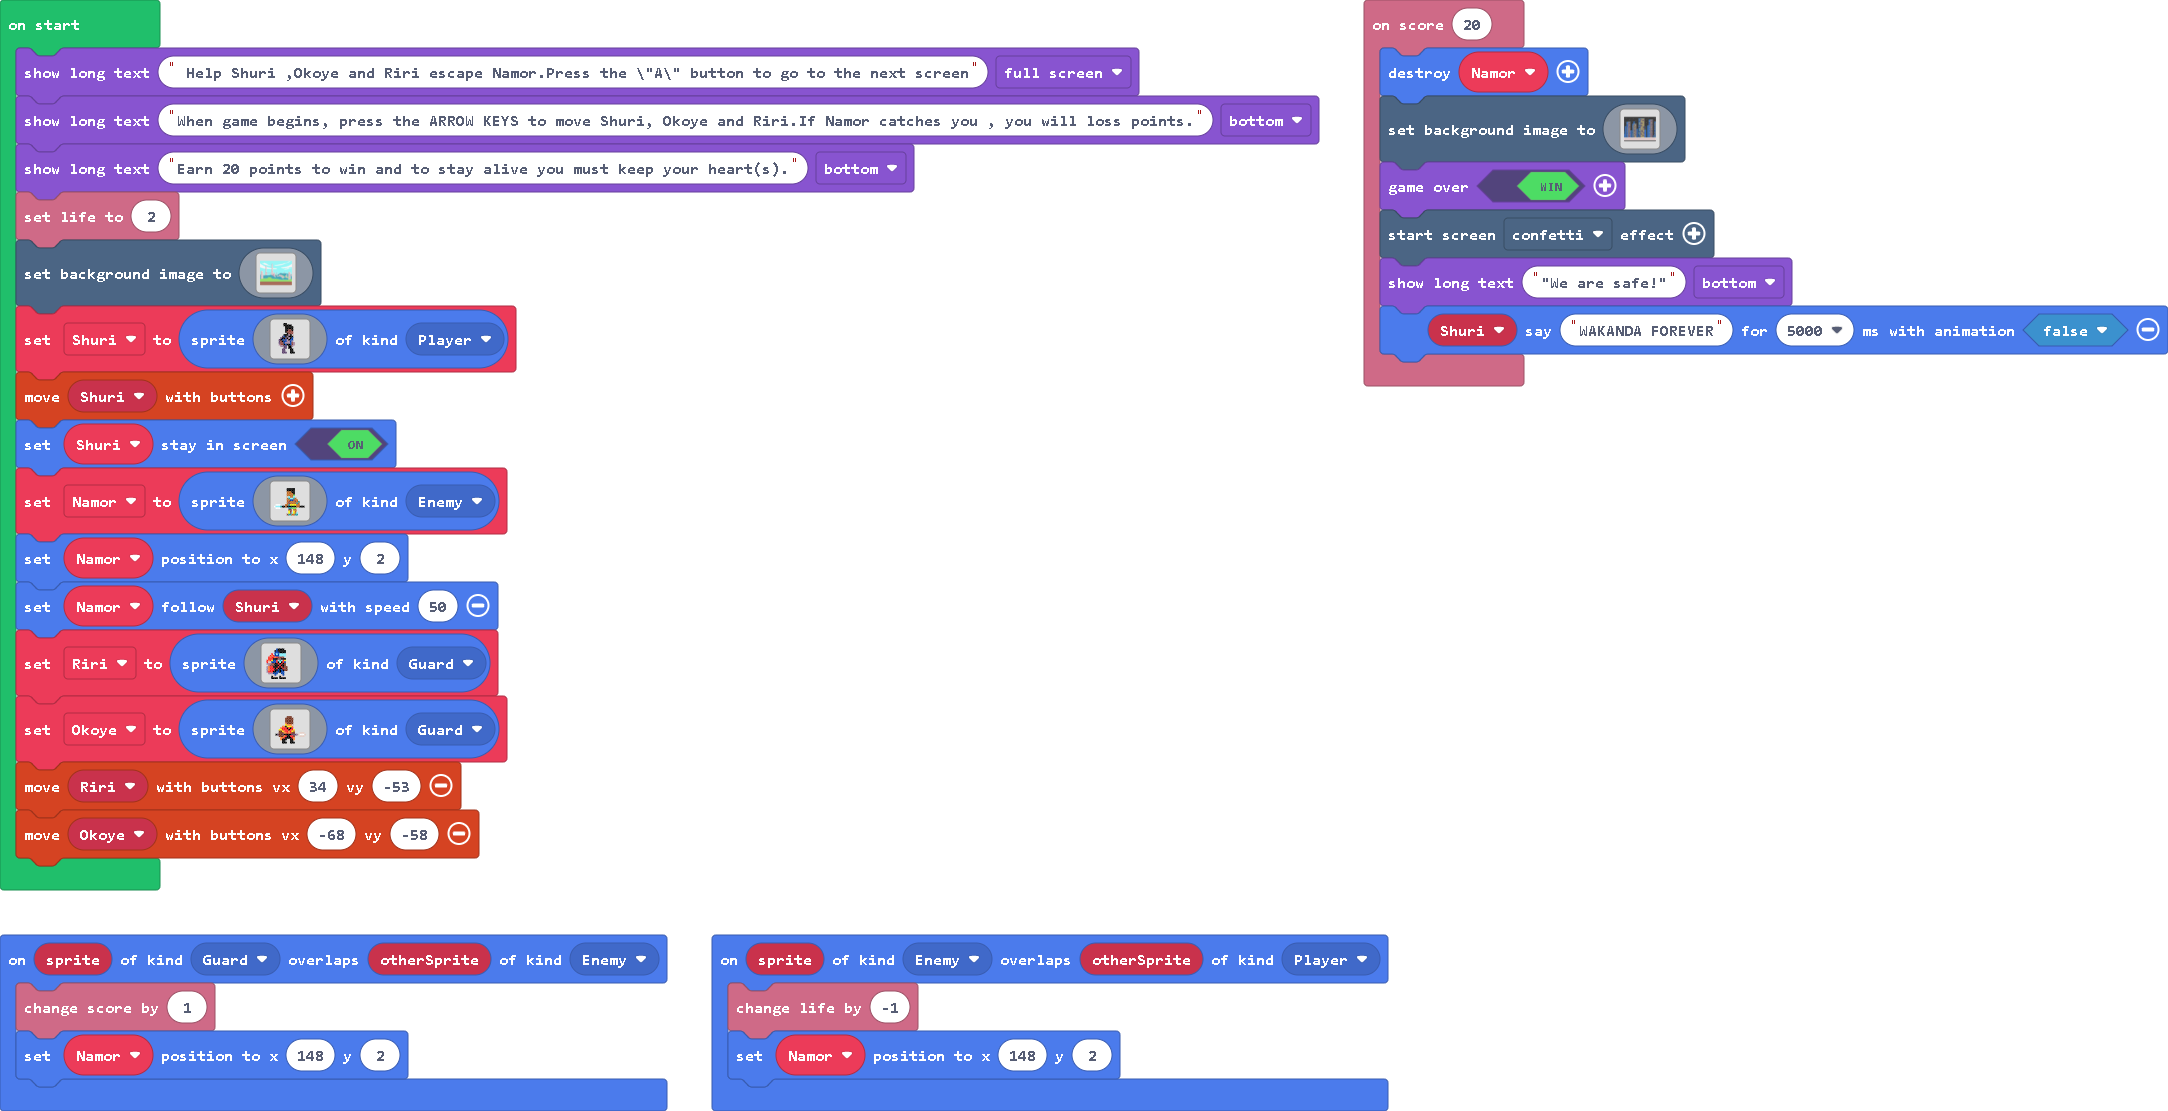 on start
show long text " Help Shuri ,Okoye and Riri escape Namor.Press the \"A\" button to go to the next screen" full screen
show long text "When game begins, press the ARROW KEYS to move Shuri, Okoye and Riri.If Namor catches you , you will loss points." bottom
show long text "Earn 20 points to win and to stay alive you must keep your heart(s)." bottom
set life to 2
set background image to
set Shuri to sprite of kind Player
move Shuri with buttons
set Shuri stay in screen ON
set Namor to sprite of kind Enemy
set Namor position to x 148 y 2
set Namor follow Shuri with speed 50
set Riri to sprite of kind Guard
set Okoye to sprite of kind Guard
move Riri with buttons vx 34 vy -53
move Okoye with buttons vx -68 vy -58
on score 20
destroy Namor
set background image to
game over WIN
start screen confetti effect
show long text ""We are safe!"" bottom
Shuri say "WAKANDA FOREVER" for 5000 ms with animation false
on sprite of kind Guard overlaps otherSprite of kind Enemy
change score by 1
set Namor position to x 148 y 2
on sprite of kind Enemy overlaps otherSprite of kind Player
change life by -1
set Namor position to x 148 y 2